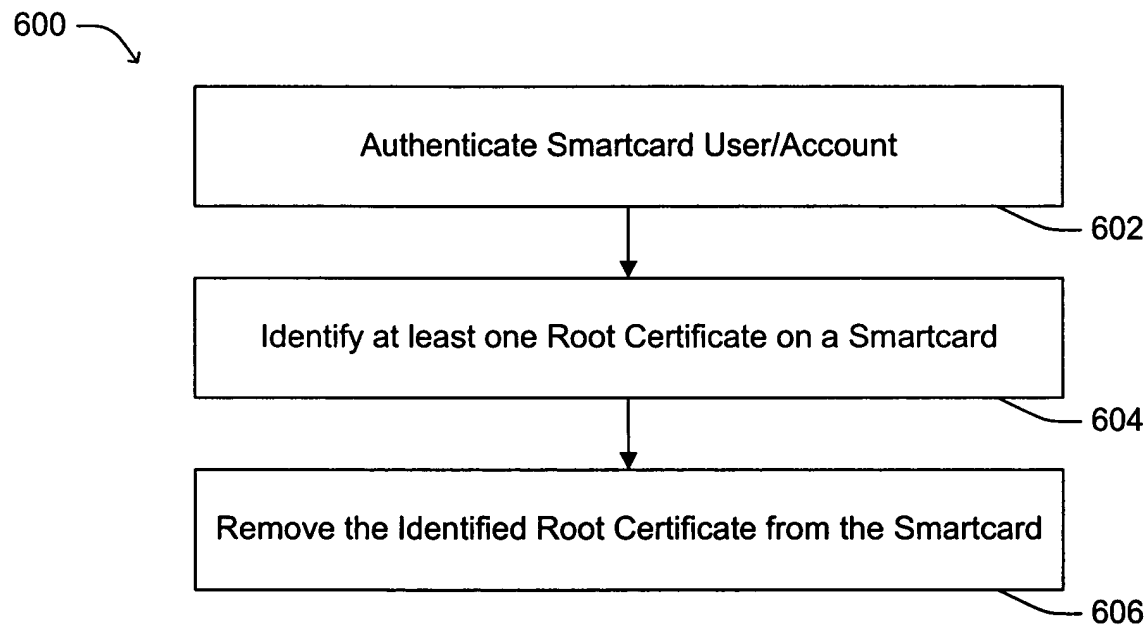 600
Authenticate Smartcard User/Account
602
Identify at least one Root Certificate on a Smartcard
604
Remove the Identified Root Certificate from the Smartcard
606